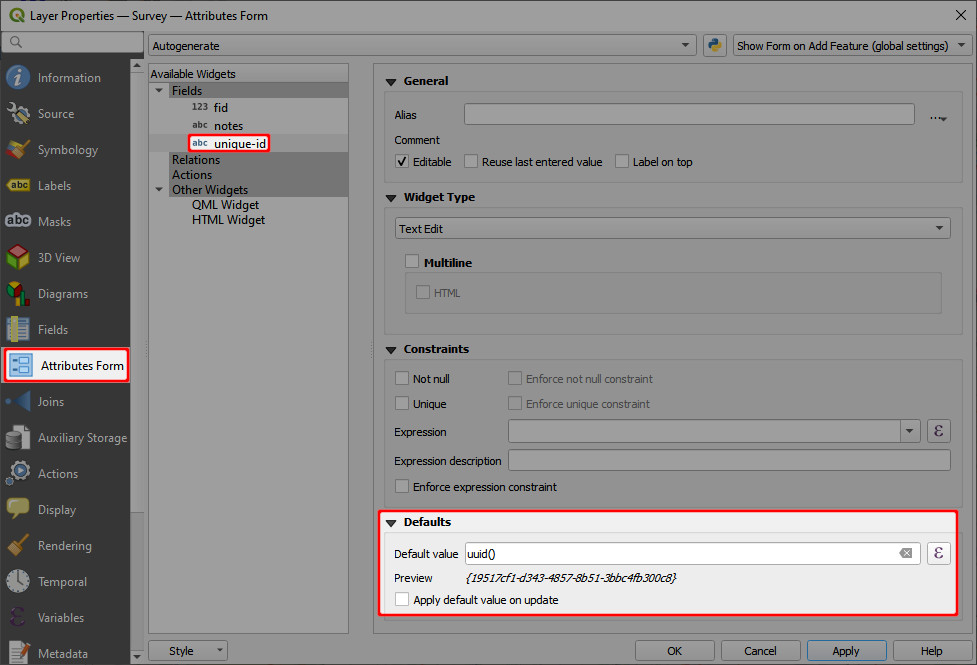 Layer Properties — Survey — Attributes Form
Autogenerate
Show Form on Add Feature (global settings)
Information
Source
Symbology
abc Labels
abc Masks
3D View
Diagrams
Fields
Attributes Form
Joins
Auxiliary Storage
Actions
Display
Rendering
Temporal
ε Variables
Metadata
Available Widgets
Fields
123 fid
abc notes
abc unique-id
Relations
Actions
Other Widgets
QML Widget
HTML Widget
General
Alias
...
Comment
Editable Reuse last entered value Label on top
Widget Type
Text Edit
Multiline
HTML
Constraints
Not null Enforce not null constraint
Unique Enforce unique constraint
Expression ε
Expression description
Enforce expression constraint
Defaults
Default value uuid() ε
Preview {19517cf1-d343-4857-8b51-3bbc4fb300c8}
Apply default value on update
Style OK Cancel Apply Help